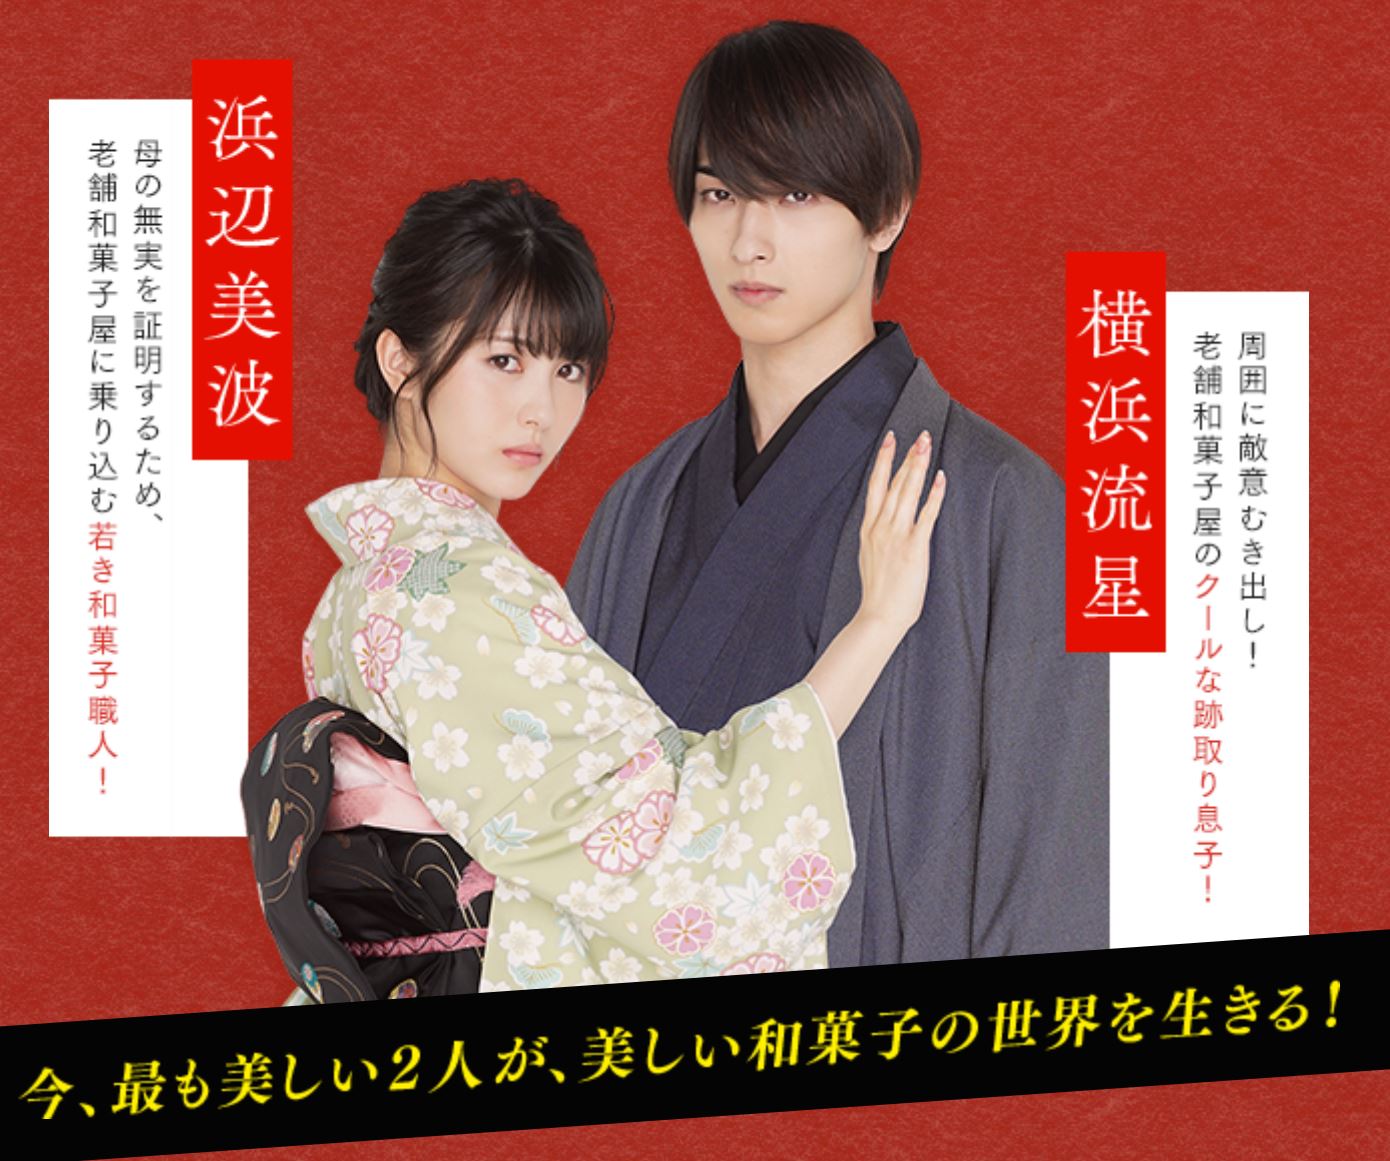 浜辺美波
母の無実を証明するため、
老舗和菓子屋に乗り込む若き和菓子職人！
横浜流星
周囲に敵意むき出し！
老舗和菓子屋のクールな跡取り息子！
今、最も美しい2人が、美しい和菓子の世界を生きる！